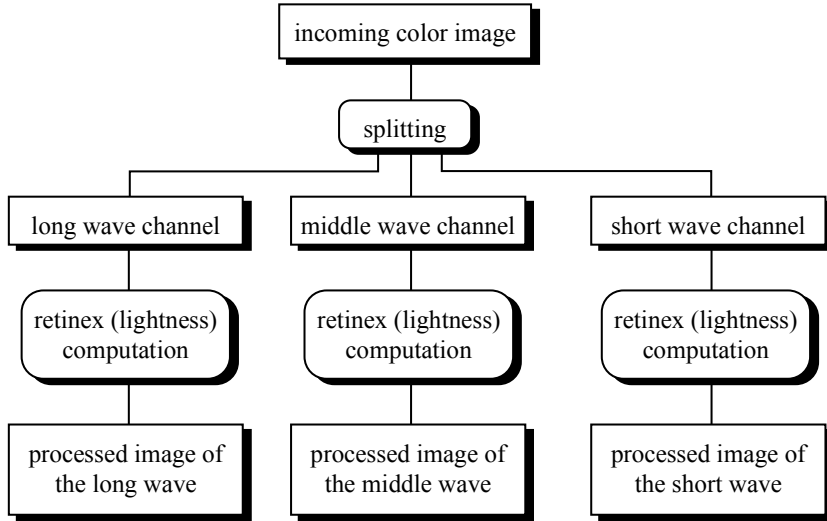 incoming color image
splitting
long wave channel
middle wave channel
short wave channel
retinex (lightness)
computation
retinex (lightness)
computation
retinex (lightness)
computation
processed image of
the long wave
processed image of
the middle wave
processed image of
the short wave